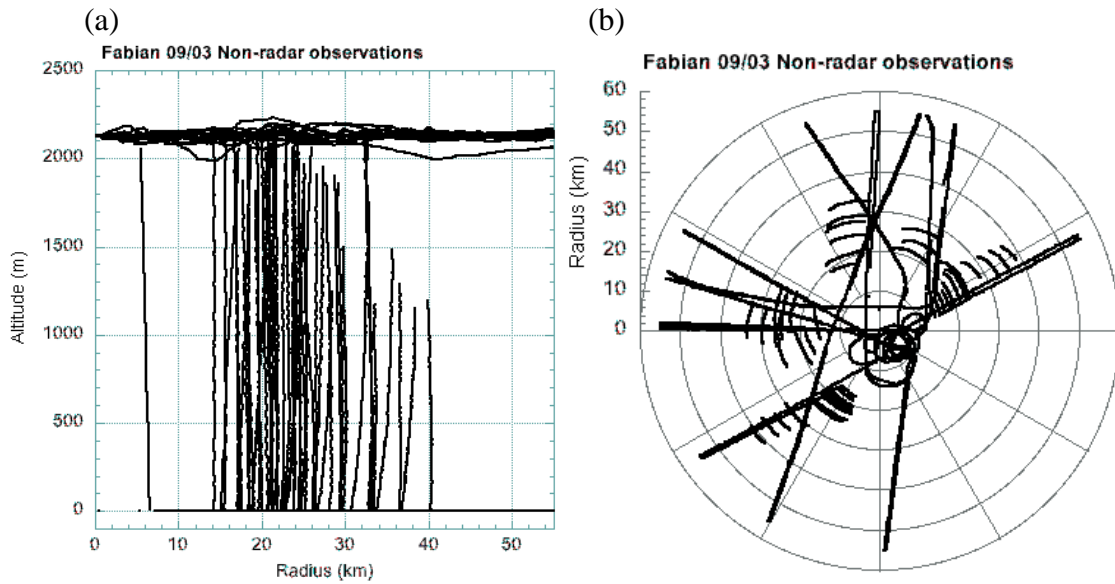 (a)
Fabian 09/03 Non-radar observations
2500
2000
1500
1000
500
0
Altitude (m)
0 10 20 30 40 50
Radius (km)
(b)
Fabian 09/03 Non-radar observations
60
50
40
30
20
10
0
Radius (km)